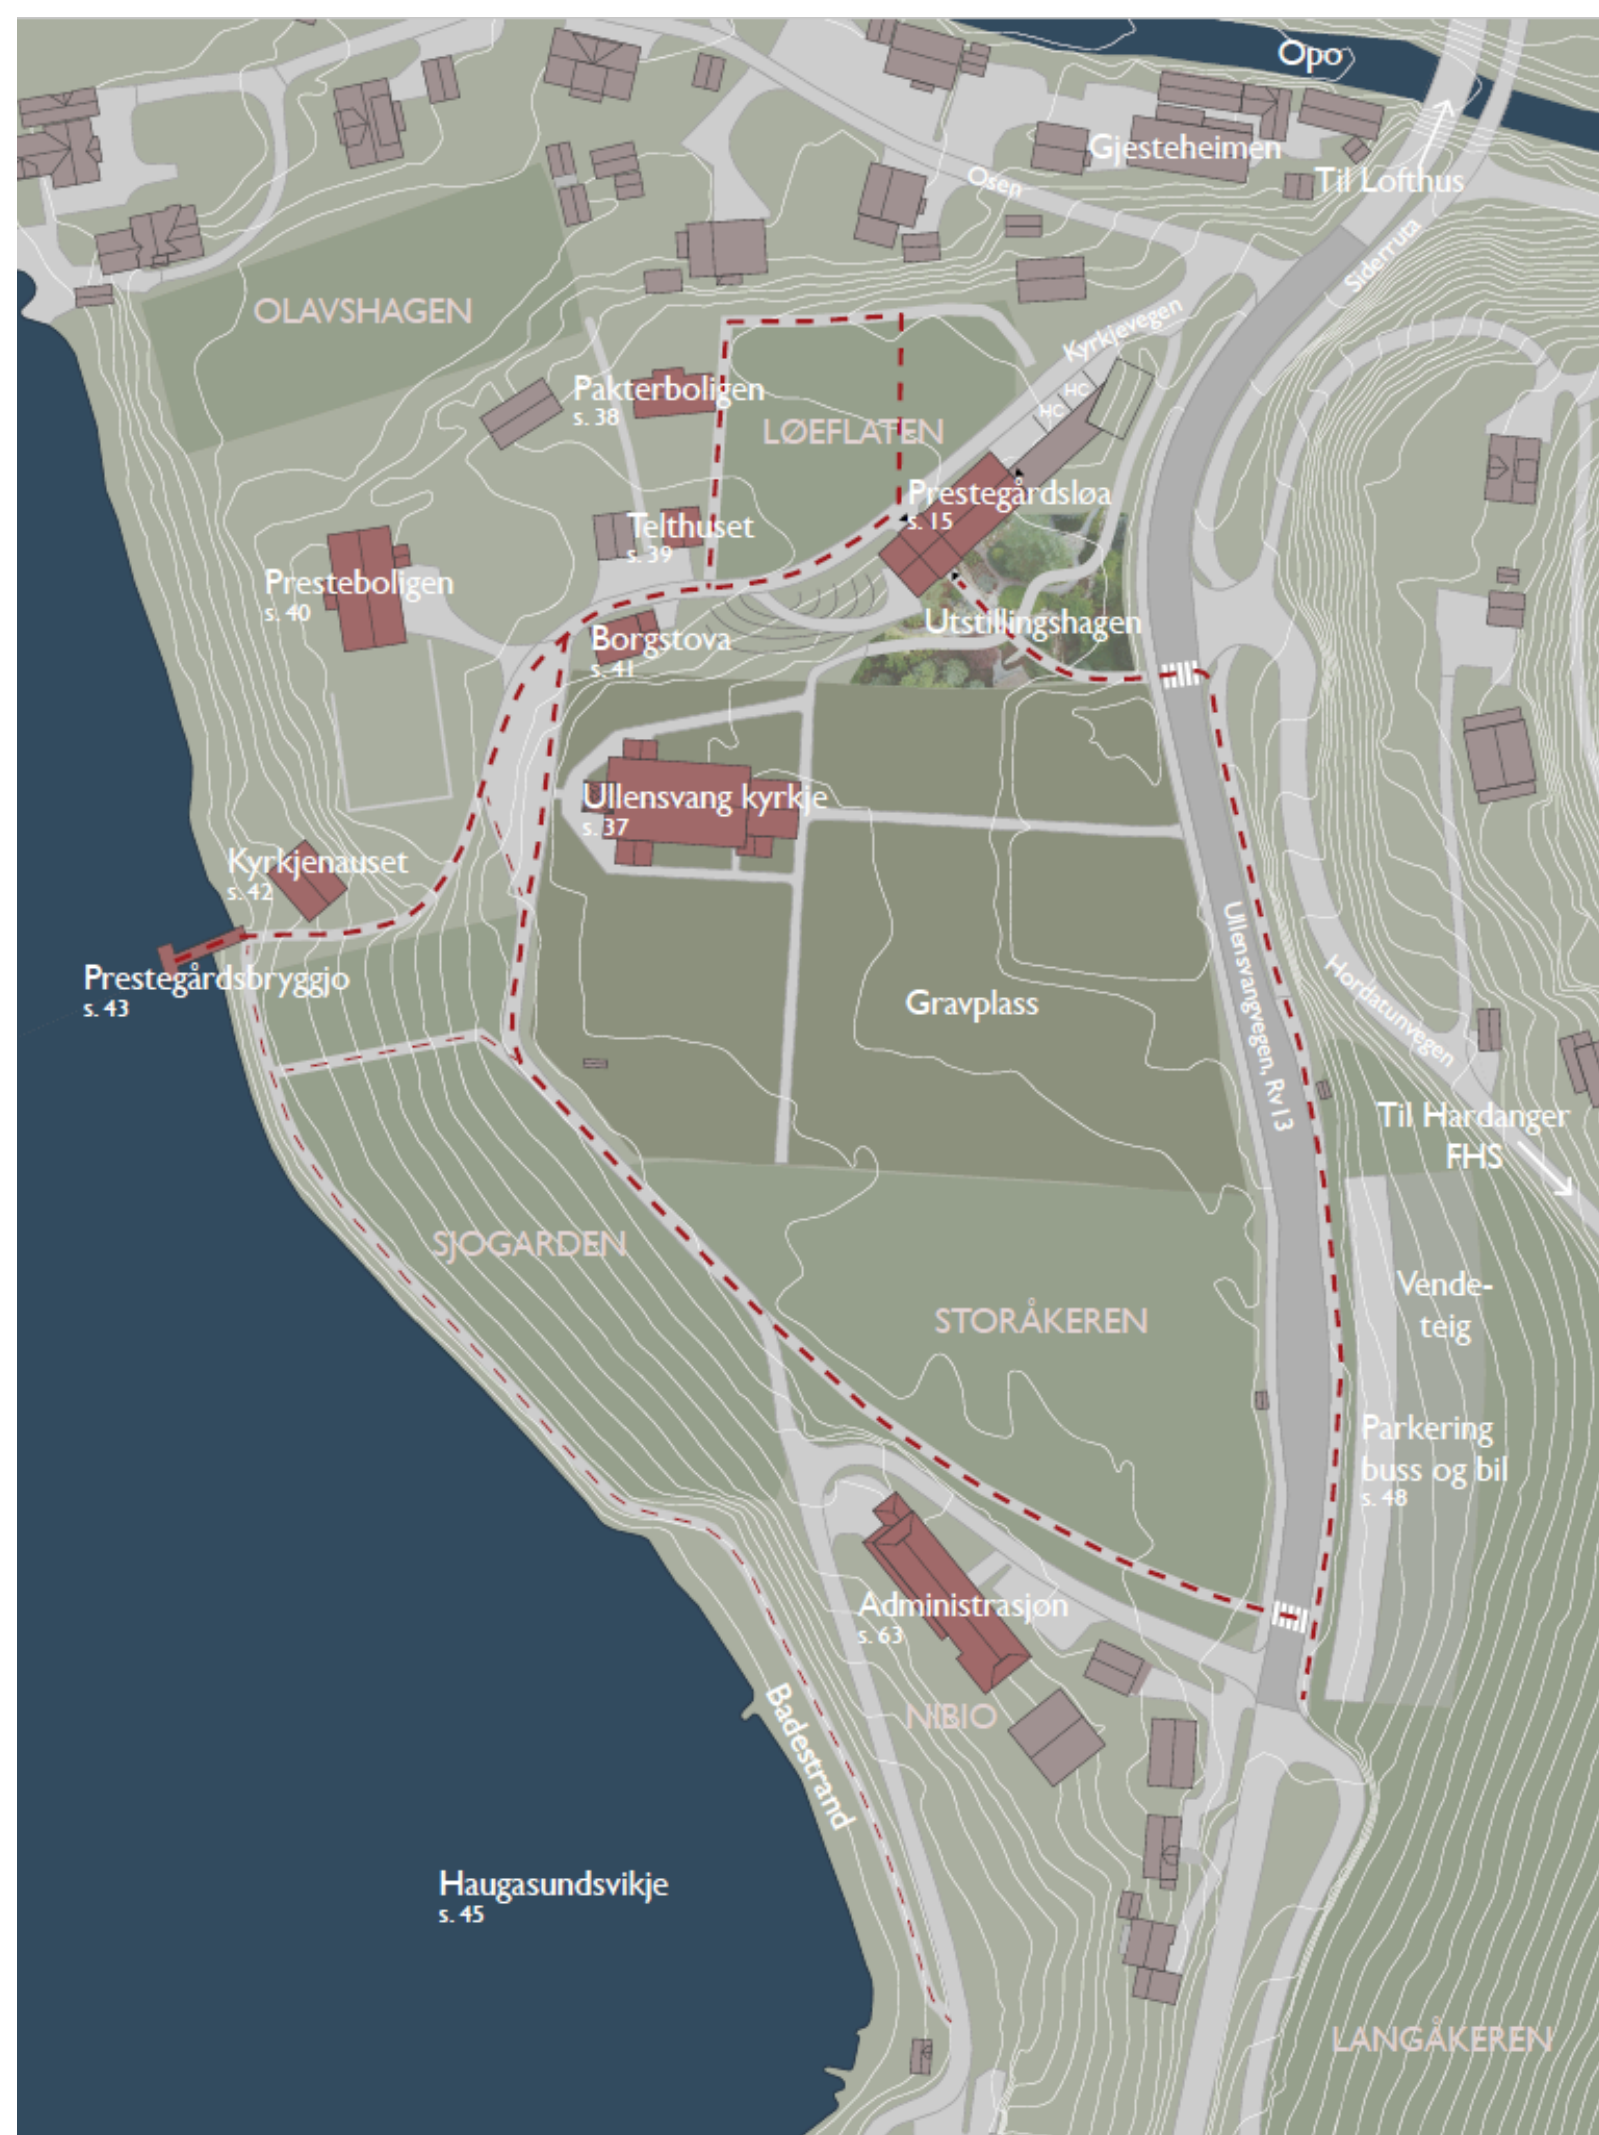 Opo
Gjesteheimen
Osen
Til Lofthus
Siderruta
OLAVSHAGEN
Kyrkjevegen
Pakterboligen
s. 38
HC
HC
LØEFLATEN
Prestegårdsløa
s. 15
Telthuset
s. 39
Presteboligen
s. 40
Utstillingshagen
Borgstova
s. 41
Ullensvang kyrkje
s. 37
Kyrkjenauset
s. 42
Prestegårdsbryggjo
s. 43
Gravplass
Ullensvangvegen, Rv13
Hordatunvegen
Til Hardanger
FHS
SJOGARDEN
STORÅKEREN
Vende-
teig
Parkering
buss og bil
s. 48
Administrasjon
s. 63
NIBIO
Badestrand
Haugasundsvikje
s. 45
LANGÅKEREN